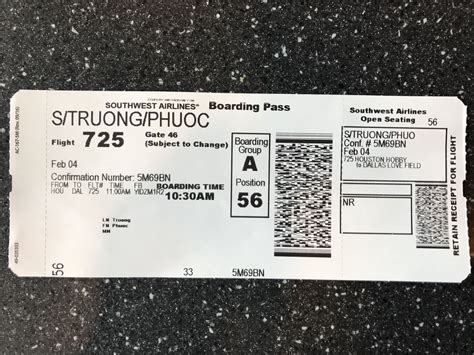 SOUTHWEST AIRLINES® Boarding Pass
S/TRUONG/PHUOC
Flight 725
Gate 46
(Subject to Change)
Feb 04
Confirmation Number: 5M69BN
FROM TO FLT# TIME FB
HOU DAL 725 11:00AM YIDZM1R2
BOARDING TIME
10:30AM
LN Truong
FN Phuoc
MN
Boarding
Group
A
Position
56
56
33
5M69BN
Southwest Airlines 56
Open Seating
S/TRUONG/PHUO
Conf. # 5M69BN
Feb 04
725 HOUSTON HOBBY
to DALLAS LOVE FIELD
NR
RETAIN RECEIPT FOR FLIGHT